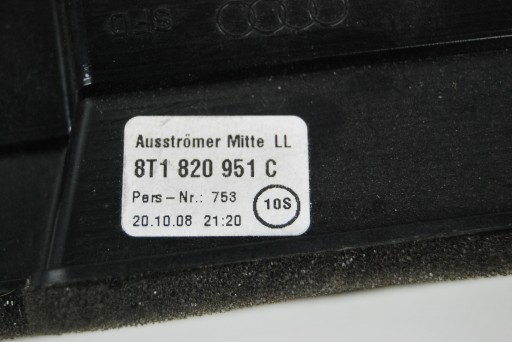 Ausströmer Mitte LL
8T1 820 951 C
Pers-Nr.: 753
10S
20.10.08 21:20